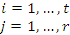 i = 1, … , t
j = 1, … , r